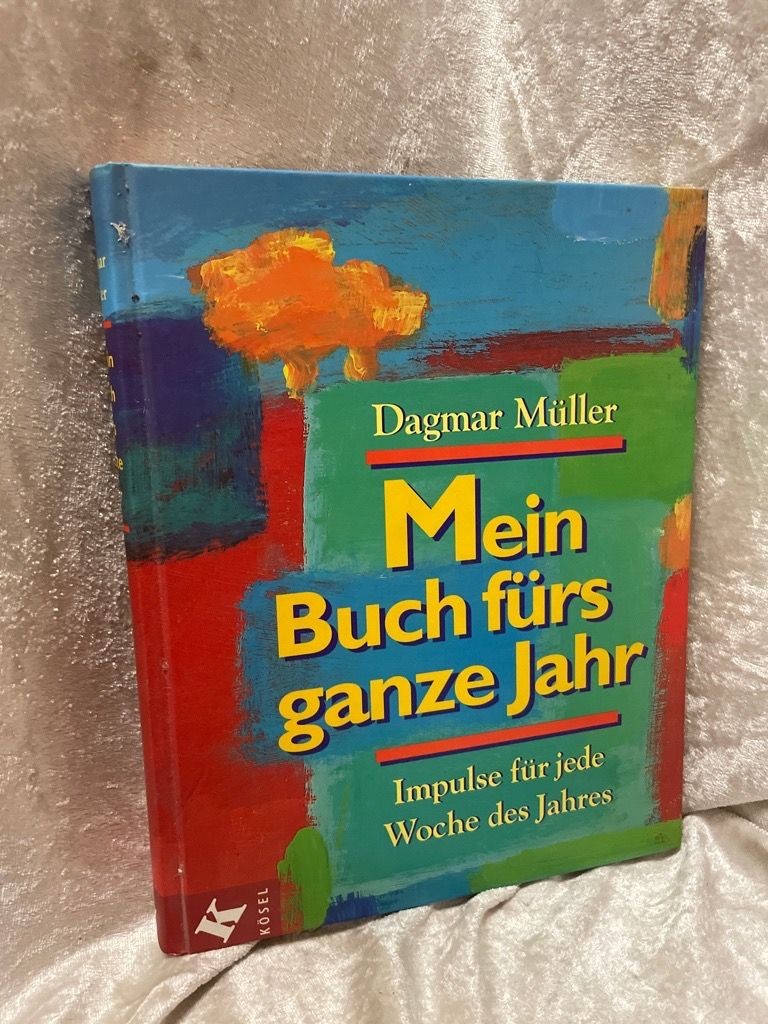 Dagmar Müller
Mein
Buch fürs
ganze Jahr
Impulse für jede
Woche des Jahres
K
KÖSEL